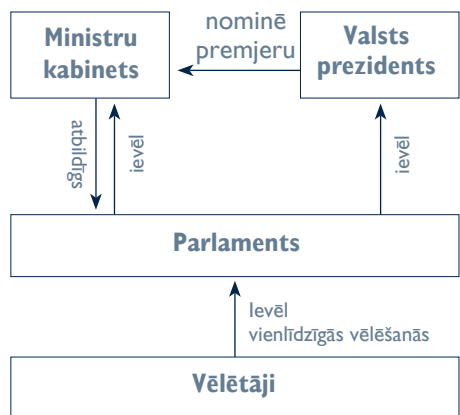 Ministru
kabinets
nominē
premjeru
Valsts
prezidents
atbildīgs
ievēl
ievēl
Parlaments
Ievēl
vienlīdzīgās vēlēšanās
Vēlētāji